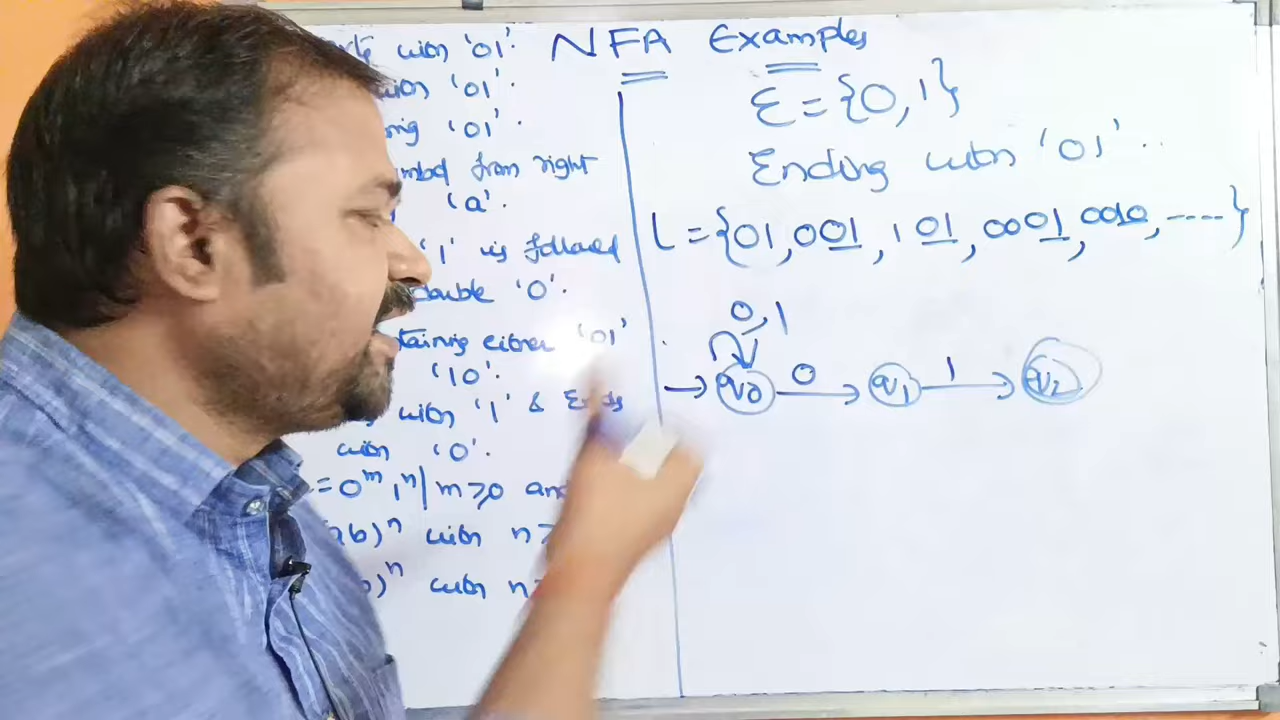 NFA Examples
with '01'.
with '01'.
'01'.
from right
'a'.
'1' is followed
double '0'.
either '01'
'10'.
with '1' & Ends
with '0'.
=0^m, 1^n | m≥0 and
ab)^n with n
)^n with n
Σ={0,1}
Ending with '01'.
L={01,001,101,0001,0010,----}
0,1
q0 0 q1 1 q2